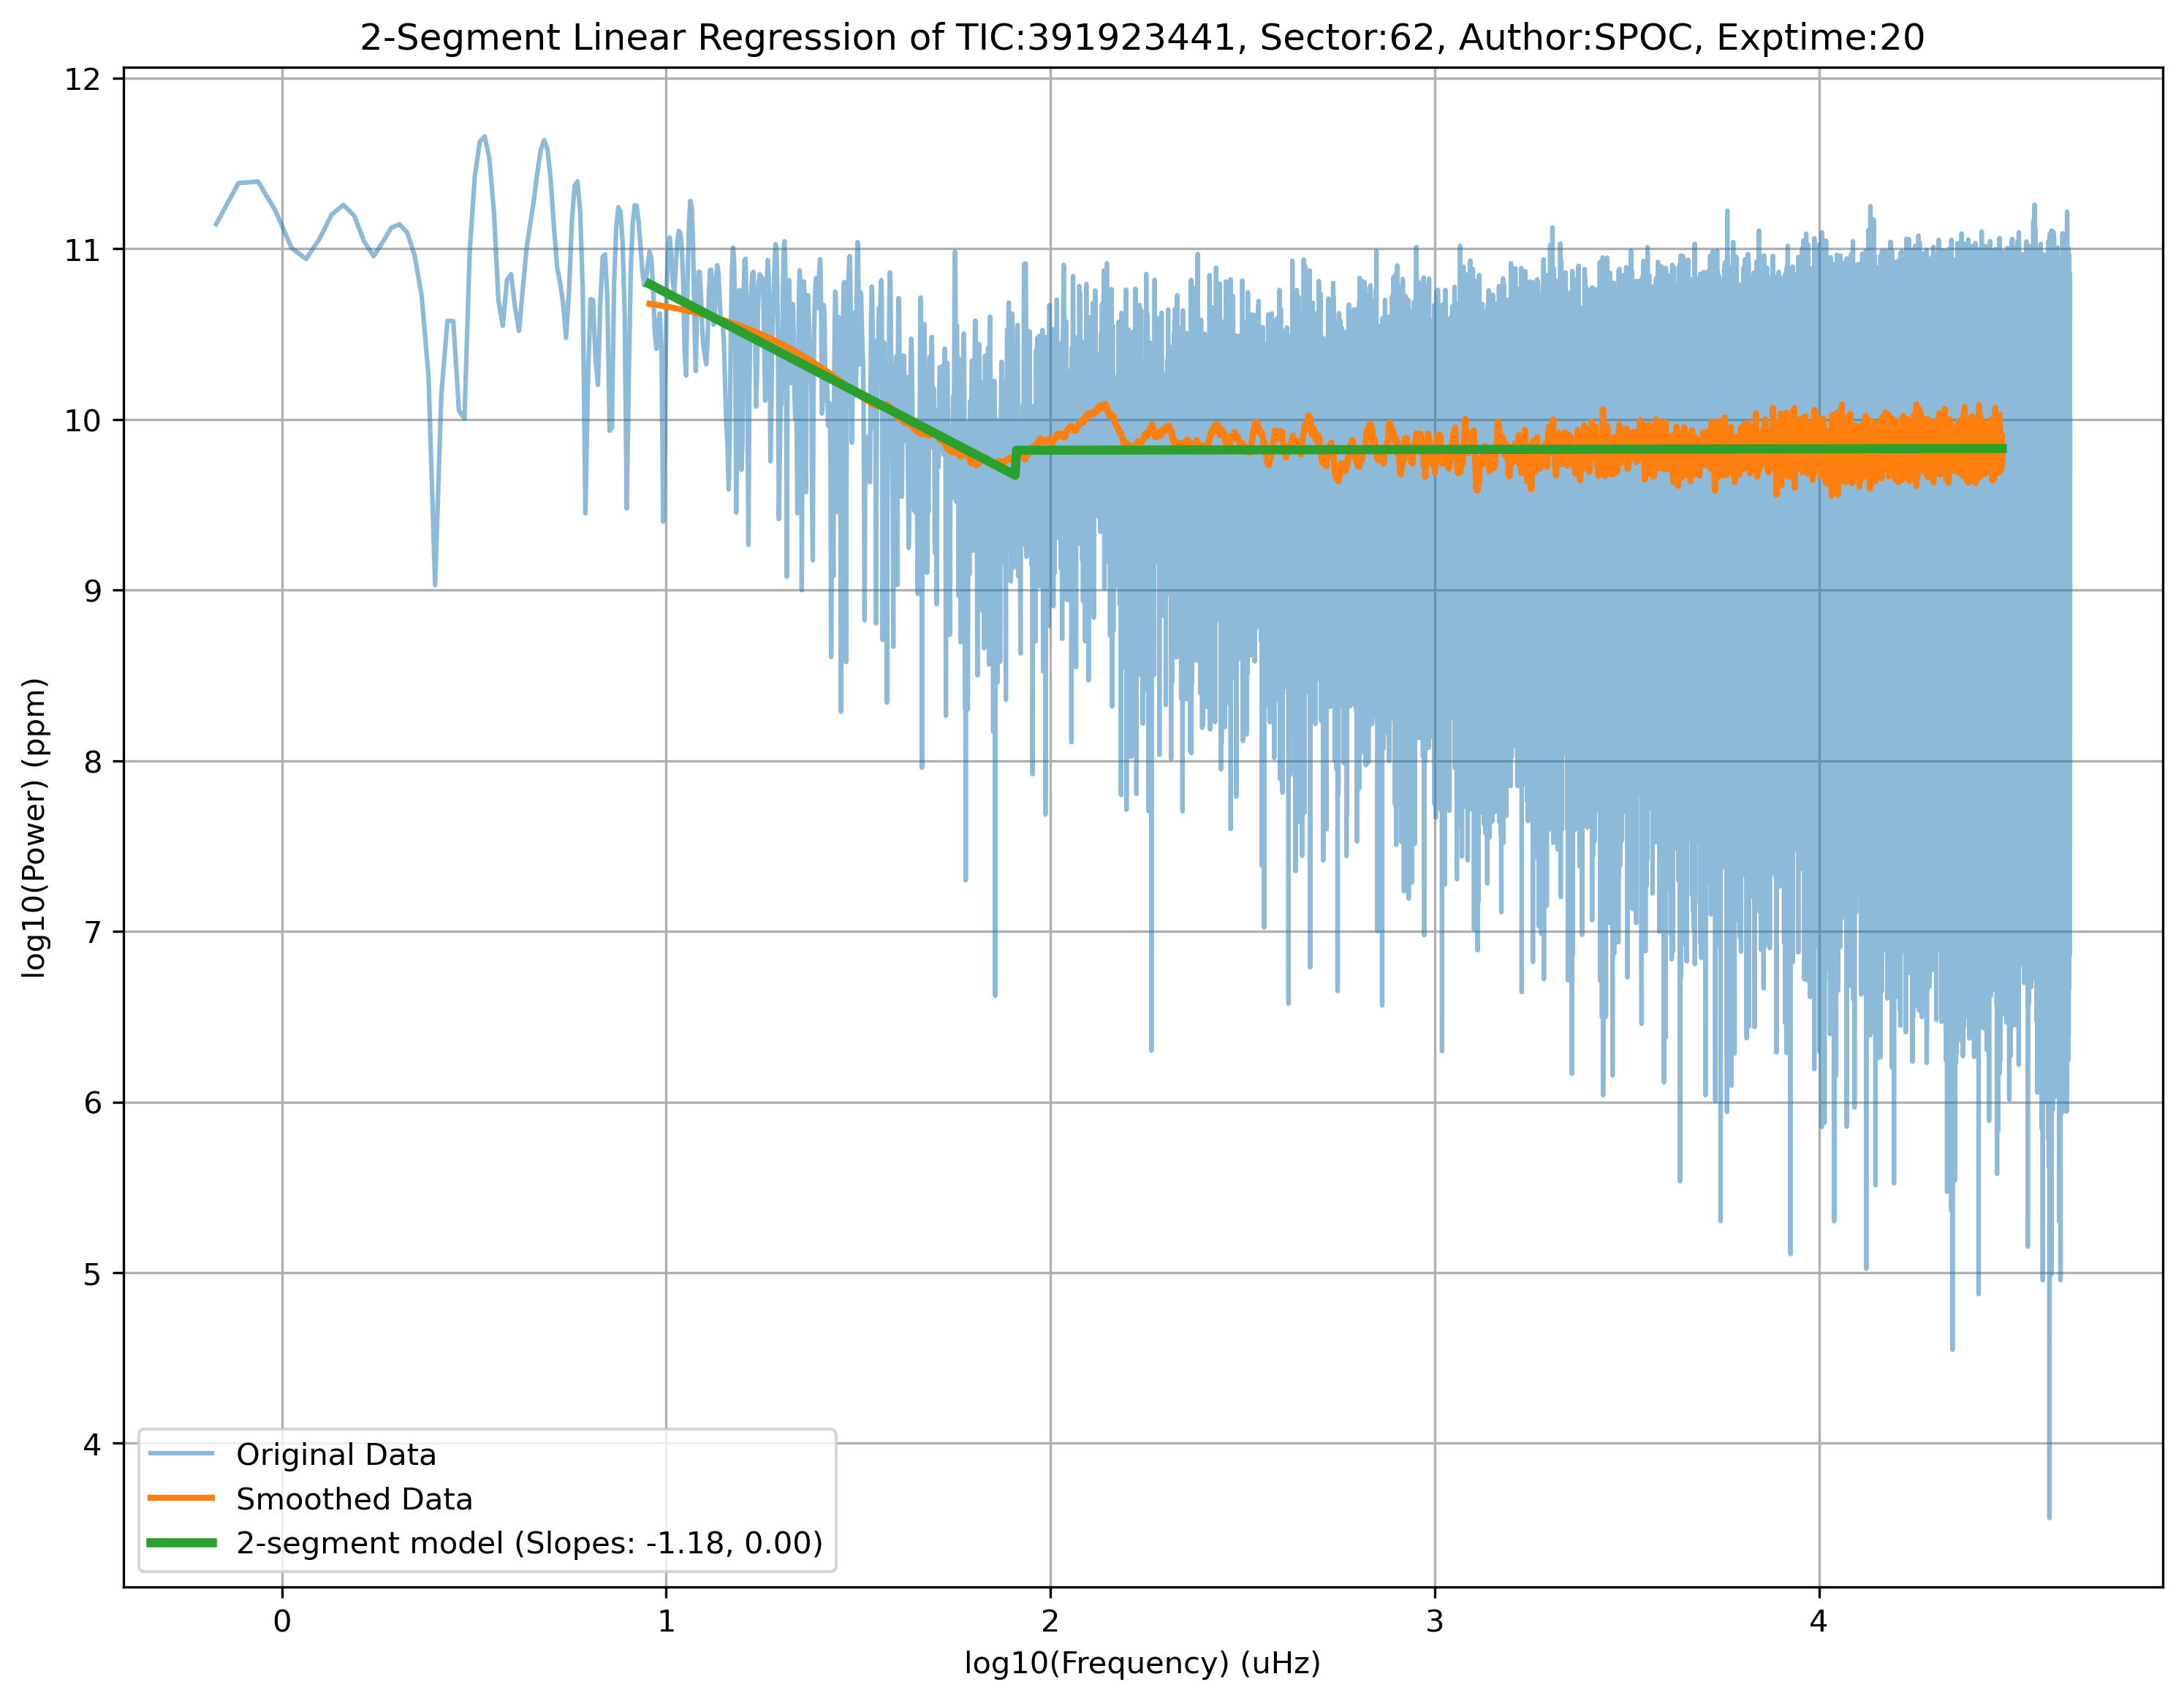 2-Segment Linear Regression of TIC:391923441, Sector:62, Author:SPOC, Exptime:20
12
11
10
9
8
7
6
5
4
log10(Power) (ppm)
Original Data
Smoothed Data
2-segment model (Slopes: -1.18, 0.00)
0 1 2 3 4
log10(Frequency) (uHz)